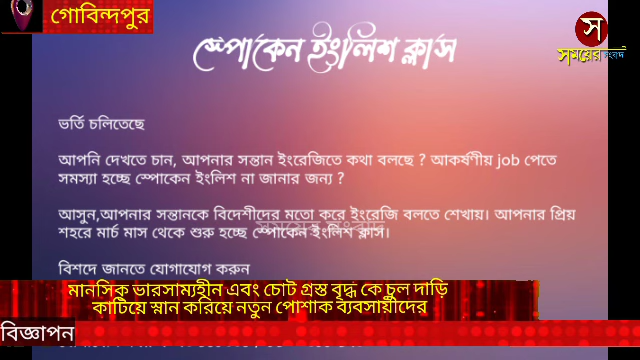 গোবিন্দপুর
স
সময়ের সংবাদ
স্পোকেন ইংলিশ ক্লাস
ভর্তি চলিতেছে
আপনি দেখতে চান, আপনার সন্তান ইংরেজিতে কথা বলছে ? আকর্ষণীয় job পেতে
সমস্যা হচ্ছে স্পোকেন ইংলিশ না জানার জন্য ?
আসুন,আপনার সন্তানকে বিদেশীদের মতো করে ইংরেজি বলতে শেখায়। আপনার প্রিয়
শহরে মার্চ মাস থেকে শুরু হচ্ছে স্পোকেন ইংলিশ ক্লাস।
সময়ের সংবাদ
বিশদে জানতে যোগাযোগ করুন
মানসিক ভারসাম্যহীন এবং চোট গ্রস্ত বৃদ্ধ কে চুল দাড়ি
কাটিয়ে স্নান করিয়ে নতুন পোশাক ব্যবসায়ীদের
বিজ্ঞাপন